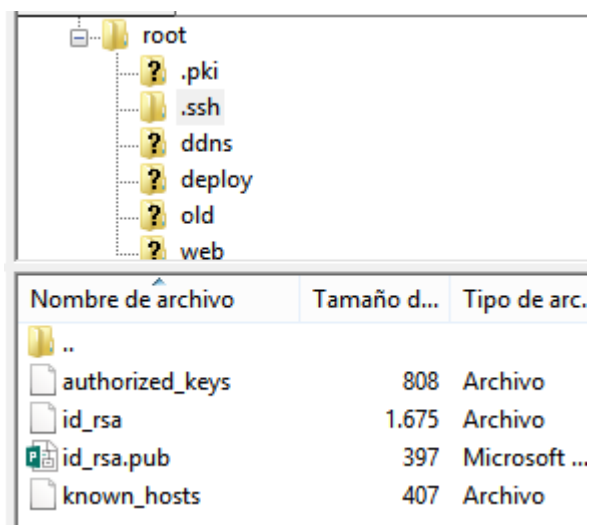 root
.pki
.ssh
ddns
deploy
old
web
Nombre de archivo Tamaño d... Tipo de arc.
..
authorized_keys 808 Archivo
id_rsa 1.675 Archivo
id_rsa.pub 397 Microsoft ...
known_hosts 407 Archivo